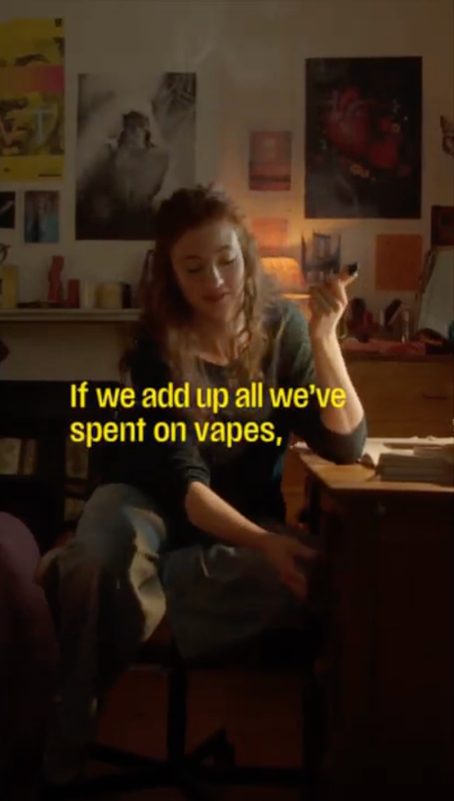 If we add up all we've
spent on vapes,